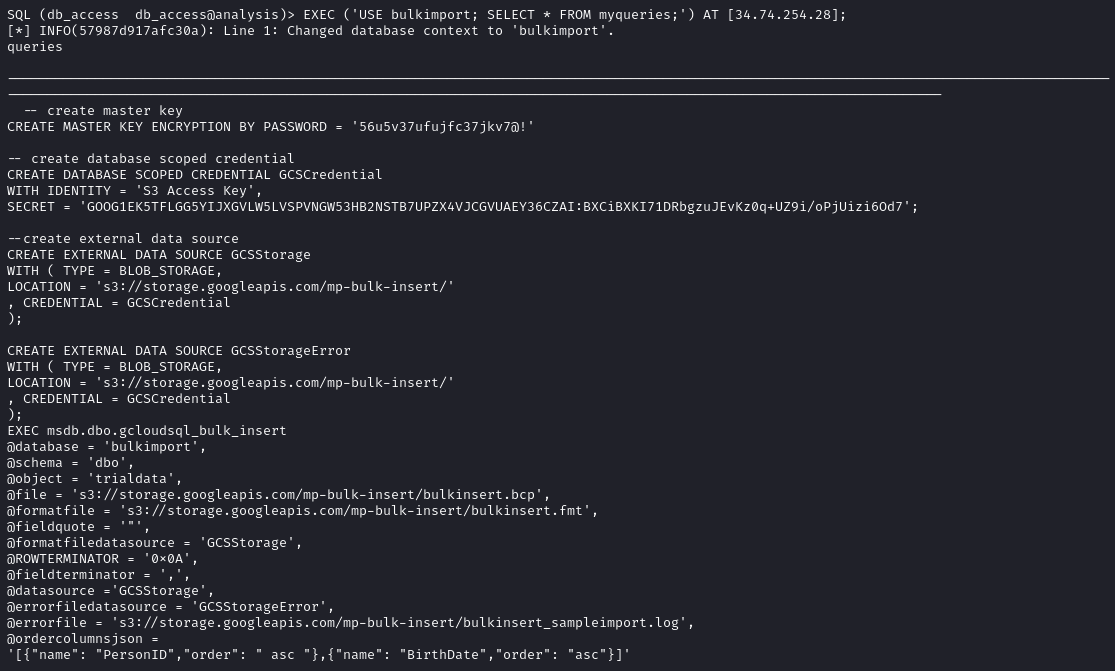 SQL (db_access  db_access@analysis)> EXEC ('USE bulkimport; SELECT * FROM myqueries;') AT [34.74.254.28];
[*] INFO(57987d917afc30a): Line 1: Changed database context to 'bulkimport'.
queries
-- create master key
CREATE MASTER KEY ENCRYPTION BY PASSWORD = '56u5v37ufujfc37jkv7@!'
-- create database scoped credential
CREATE DATABASE SCOPED CREDENTIAL GCSCredential
WITH IDENTITY = 'S3 Access Key',
SECRET = 'GOOG1EK5TFLGG5YIJXGVLW5LVSPVNGW53HB2NSTB7UPZX4VJCGVUAEY36CZAI:BXCiBXKI71DRbgzuJEvKz0q+UZ9i/oPjUizi6Od7';
--create external data source
CREATE EXTERNAL DATA SOURCE GCSStorage
WITH ( TYPE = BLOB_STORAGE,
LOCATION = 's3://storage.googleapis.com/mp-bulk-insert/'
, CREDENTIAL = GCSCredential
);
CREATE EXTERNAL DATA SOURCE GCSStorageError
WITH ( TYPE = BLOB_STORAGE,
LOCATION = 's3://storage.googleapis.com/mp-bulk-insert/'
, CREDENTIAL = GCSCredential
);
EXEC msdb.dbo.gcloudsql_bulk_insert
@database = 'bulkimport',
@schema = 'dbo',
@object = 'trialdata',
@file = 's3://storage.googleapis.com/mp-bulk-insert/bulkinsert.bcp',
@formatfile = 's3://storage.googleapis.com/mp-bulk-insert/bulkinsert.fmt',
@fieldquote = '"',
@formatfiledatasource = 'GCSStorage',
@ROWTERMINATOR = '0x0A',
@fieldterminator = ',',
@datasource ='GCSStorage',
@errorfiledatasource = 'GCSStorageError',
@errorfile = 's3://storage.googleapis.com/mp-bulk-insert/bulkinsert_sampleimport.log',
@ordercolumnsjson =
'[{"name": "PersonID","order": " asc "},{"name": "BirthDate","order": "asc"}]'